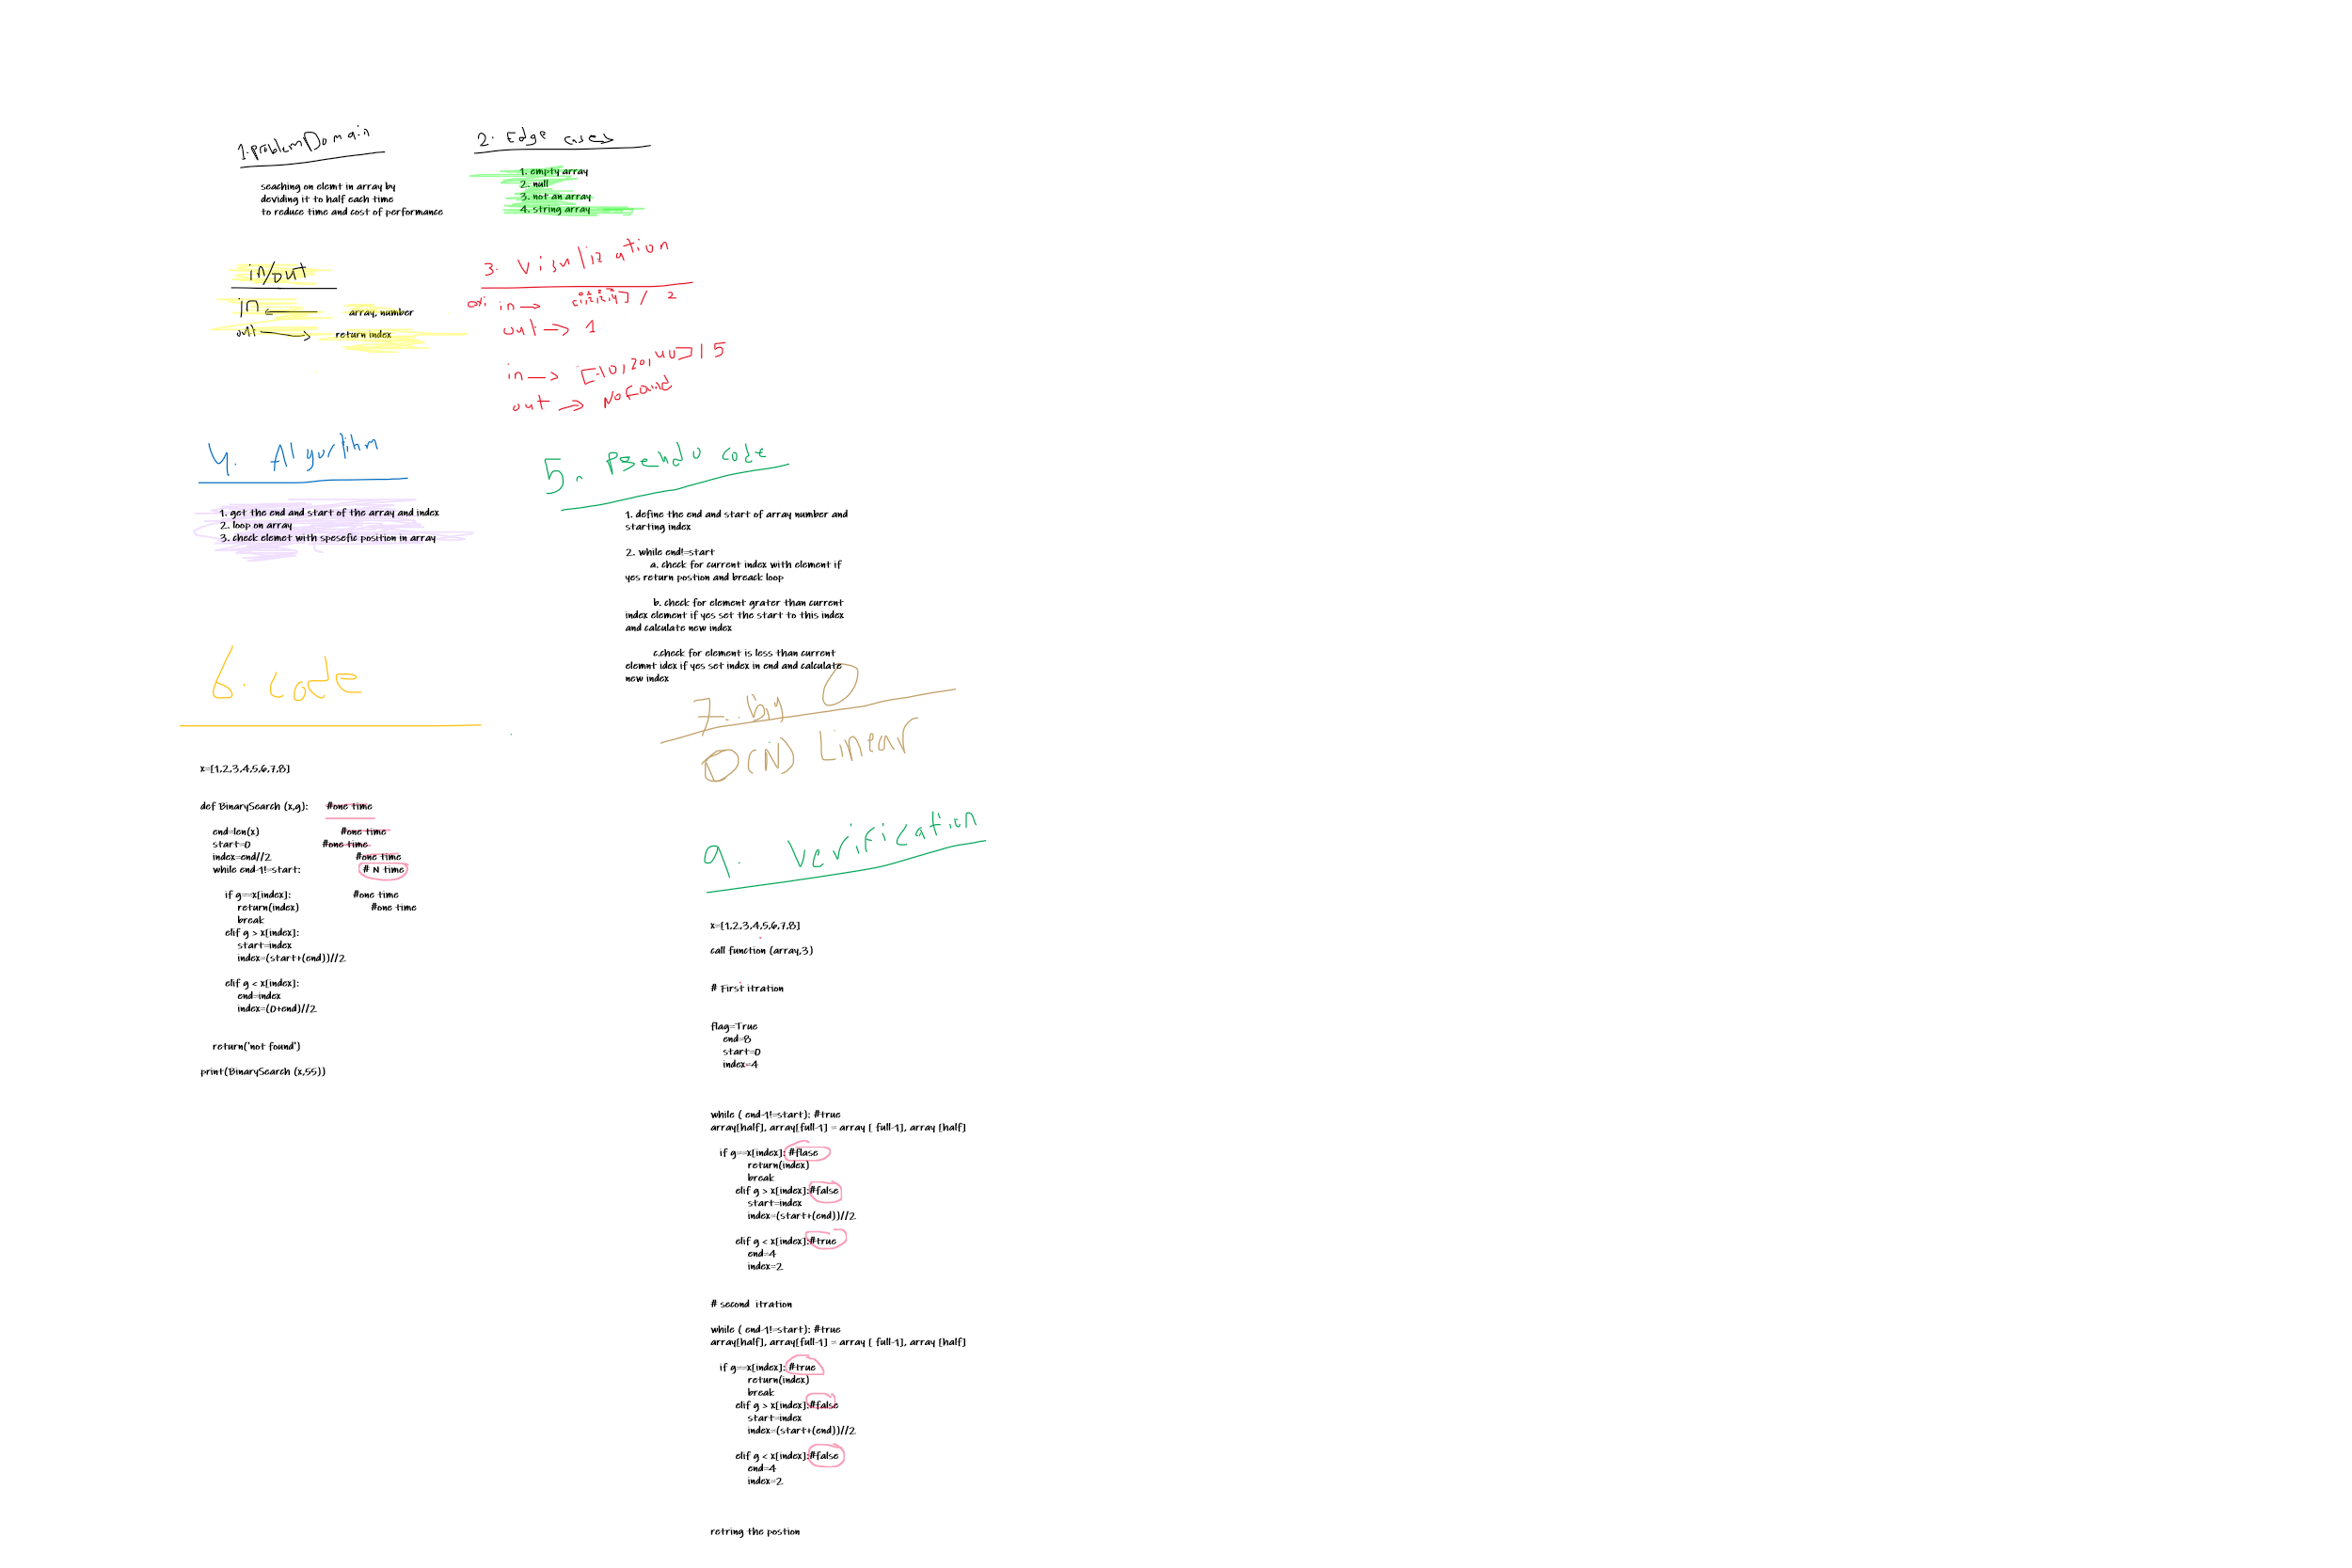 1. problem Domain
seaching on elemt in array by
deviding it to half each time
to reduce time and cost of performance
in/out
in
array, number
out
return index
2. Edge cases
1. empty array
2. null
3. not an array
4. string array
3. Visulization
in → / 2
out → 1
in → [-10,20,40] | 5
out → No Found
4. Algorithm
1. get the end and start of the array and index
2. loop on array
3. check elemet with spesefic position in array
5. Pseudo code
1. define the end and start of array number and
starting index
2. while end!=start
a. check for current index with element if
yes return postion and breack loop
b. check for element grater than current
index element if yes set the start to this index
and calculate new index
c.check for element is less than current
elemnt idex if yes set index in end and calculate
new index
6. code
x=[1,2,3,4,5,6,7,8]
def BinarySearch (x,g): #one time
end=len(x) #one time
start=0 #one time
index=end//2 #one time
while end-1!=start: # N time
if g==x[index]: #one time
return(index) #one time
break
elif g > x[index]:
start=index
index=(start+(end))//2
elif g < x[index]:
end=index
index=(0+end)//2
return('not found')
print(BinarySearch (x,55))
7. big O
O(N) Linear
9. Verification
x=[1,2,3,4,5,6,7,8]
call function (array,3)
# First itration
flag=True
end=8
start=0
index=4
while ( end-1!=start): #true
array[half], array[full-1] = array [ full-1], array [half]
if g==x[index]: #flase
return(index)
break
elif g > x[index]:#false
start=index
index=(start+(end))//2
elif g < x[index]:#true
end=4
index=2
# second itration
while ( end-1!=start): #true
array[half], array[full-1] = array [ full-1], array [half]
if g==x[index]: #true
return(index)
break
elif g > x[index]:#false
start=index
index=(start+(end))//2
elif g < x[index]:#false
end=4
index=2
retring the postion